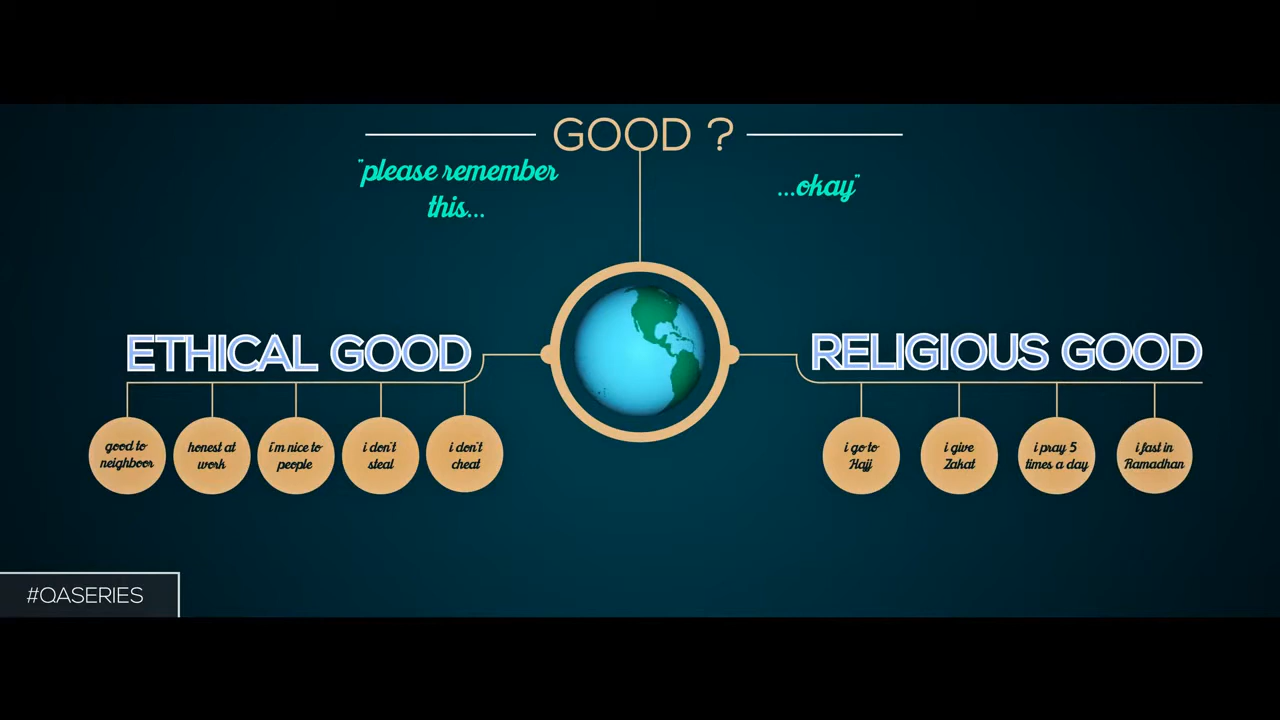 GOOD ?
"please remember
this...
...okay"
ETHICAL GOOD
RELIGIOUS GOOD
good to
neighboor
honest at
work
i'm nice to
people
i don't
steal
i don't
cheat
i go to
Hajj
i give
Zakat
i pray 5
times a day
i fast in
Ramadhan
#QASERIES